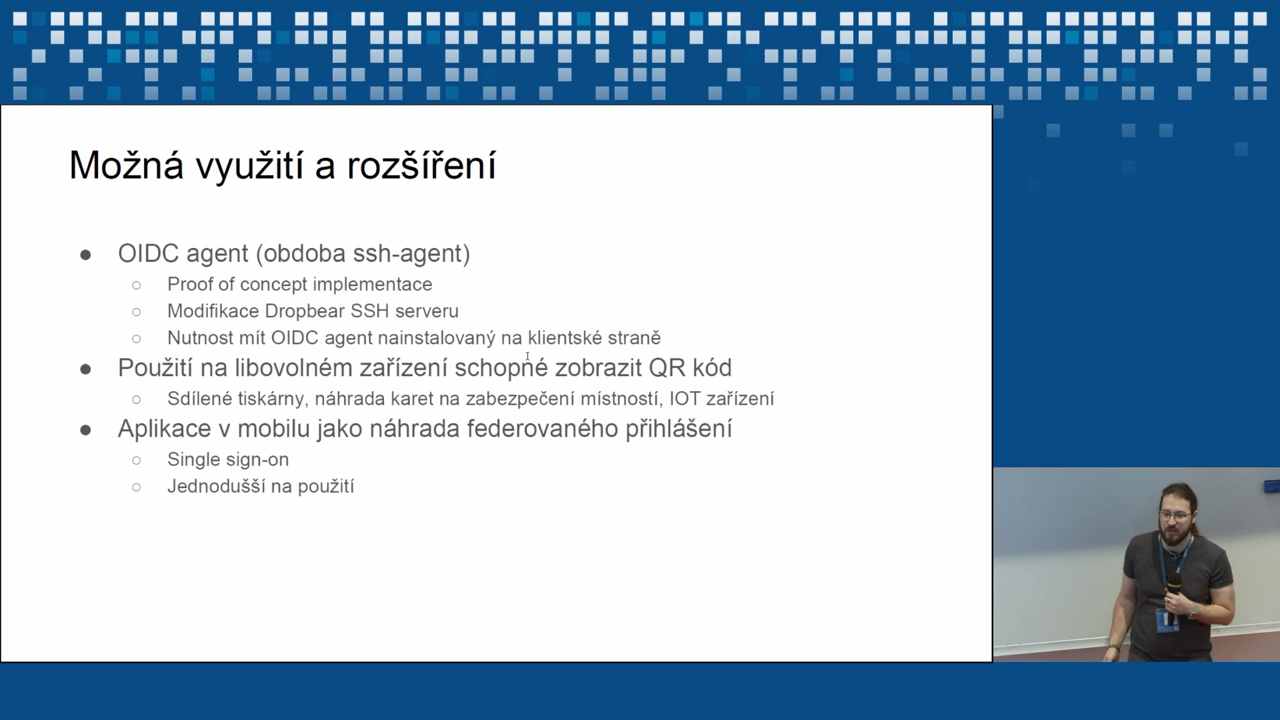 Možná využití a rozšíření
● OIDC agent (obdoba ssh-agent)
○ Proof of concept implementace
○ Modifikace Dropbear SSH serveru
○ Nutnost mít OIDC agent nainstalovaný na klientské straně
● Použití na libovolném zařízení schopné zobrazit QR kód
○ Sdílené tiskárny, náhrada karet na zabezpečení místností, IOT zařízení
● Aplikace v mobilu jako náhrada federovaného přihlášení
○ Single sign-on
○ Jednodušší na použití